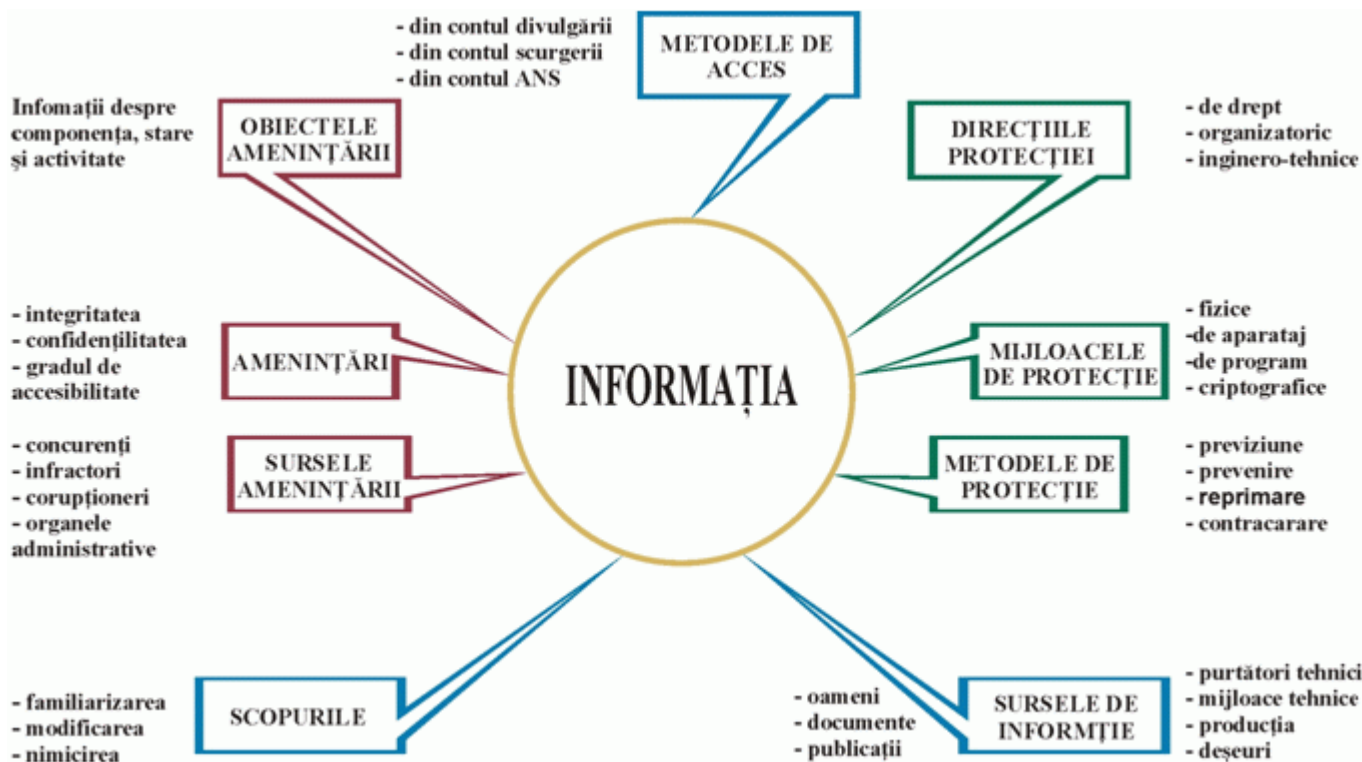 - din contul divulgării
- din contul scurgerii
- din contul ANS
METODELE DE
ACCES
Infomații despre
componența, stare
și activitate
OBIECTELE
AMENINȚĂRII
DIRECȚIILE
PROTECȚIEI
- de drept
- organizatoric
- inginero-tehnice
- integritatea
- confidențilitatea
- gradul de
accesibilitate
AMENINȚĂRI
INFORMAȚIA
MIJLOACELE
DE PROTECȚIE
- fizice
-de aparataj
-de program
- criptografice
- concurenți
- infractori
- corupționeri
- organele
administrative
SURSELE
AMENINȚĂRII
METODELE DE
PROTECȚIE
- previziune
- prevenire
- reprimare
- contracarare
- familiarizarea
- modificarea
- nimicirea
SCOPURILE
- oameni
- documente
- publicații
SURSELE DE
INFORMȚIE
- purtători tehnici
- mijloace tehnice
- producția
- deșeuri